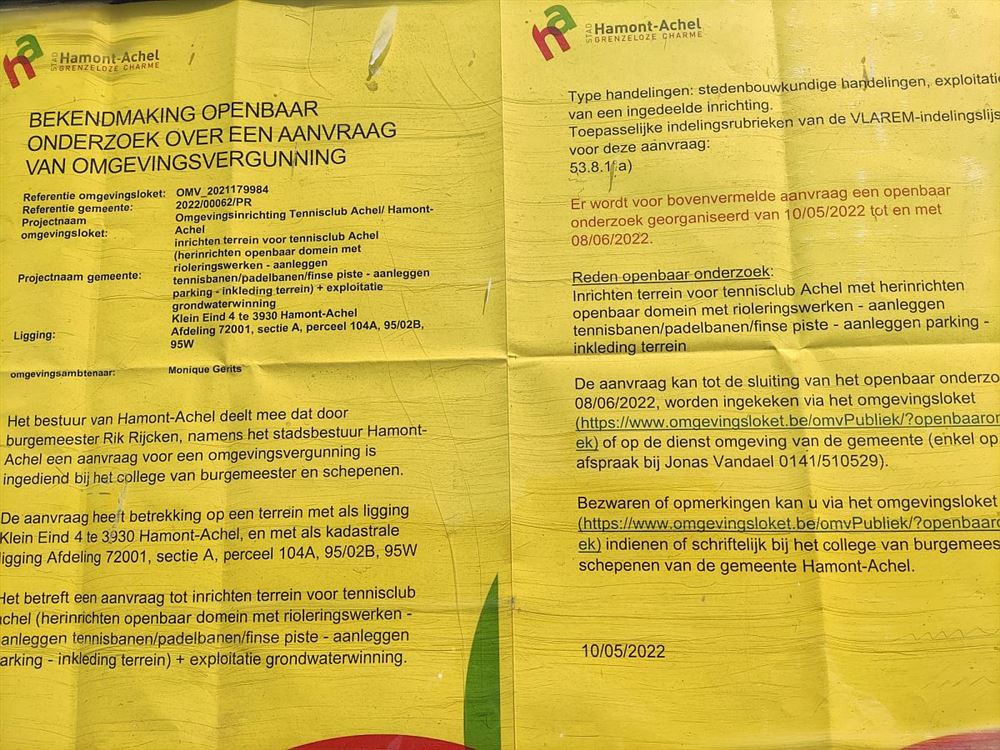 ha STAD Hamont-Achel
GRENZELOZE CHARME
BEKENDMAKING OPENBAAR
ONDERZOEK OVER EEN AANVRAAG
VAN OMGEVINGSVERGUNNING
Referentie omgevingsloket: OMV_2021179984
Referentie gemeente: 2022/00062/PR
Projectnaam omgevingsloket: Omgevingsinrichting Tennisclub Achel/ Hamont-
Achel
Projectnaam gemeente: inrichten terrein voor tennisclub Achel
(herinrichten openbaar domein met
rioleringswerken - aanleggen
tennisbanen/padelbanen/finse piste - aanleggen
parking - inkleding terrein) + exploitatie
grondwaterwinning
Ligging: Klein Eind 4 te 3930 Hamont-Achel
Afdeling 72001, sectie A, perceel 104A, 95/02B,
95W
omgevingsambtenaar: Monique Gerits
Het bestuur van Hamont-Achel deelt mee dat door
burgemeester Rik Rijcken, namens het stadsbestuur Hamont-
Achel een aanvraag voor een omgevingsvergunning is
ingediend bij het college van burgemeester en schepenen.
De aanvraag heeft betrekking op een terrein met als ligging
Klein Eind 4 te 3930 Hamont-Achel, en met als kadastrale
ligging Afdeling 72001, sectie A, perceel 104A, 95/02B, 95W
Het betreft een aanvraag tot inrichten terrein voor tennisclub
chel (herinrichten openbaar domein met rioleringswerken -
anleggen tennisbanen/padelbanen/finse piste - aanleggen
arking - inkleding terrein) + exploitatie grondwaterwinning.
ha STAD Hamont-Achel
GRENZELOZE CHARME
Type handelingen: stedenbouwkundige handelingen, exploitatie
van een ingedeelde inrichting.
Toepasselijke indelingsrubrieken van de VLAREM-indelingslijs
voor deze aanvraag:
53.8.1°a)
Er wordt voor bovenvermelde aanvraag een openbaar
onderzoek georganiseerd van 10/05/2022 tot en met
08/06/2022.
Reden openbaar onderzoek:
Inrichten terrein voor tennisclub Achel met herinrichten
openbaar domein met rioleringswerken - aanleggen
tennisbanen/padelbanen/finse piste - aanleggen parking -
inkleding terrein
De aanvraag kan tot de sluiting van het openbaar onderzo
08/06/2022, worden ingekeken via het omgevingsloket
(https://www.omgevingsloket.be/omvPubliek/?openbaaron
ek) of op de dienst omgeving van de gemeente (enkel op
afspraak bij Jonas Vandael 0141/510529).
Bezwaren of opmerkingen kan u via het omgevingsloket
(https://www.omgevingsloket.be/omvPubliek/?openbaaro
ek) indienen of schriftelijk bij het college van burgemees
schepenen van de gemeente Hamont-Achel.
10/05/2022